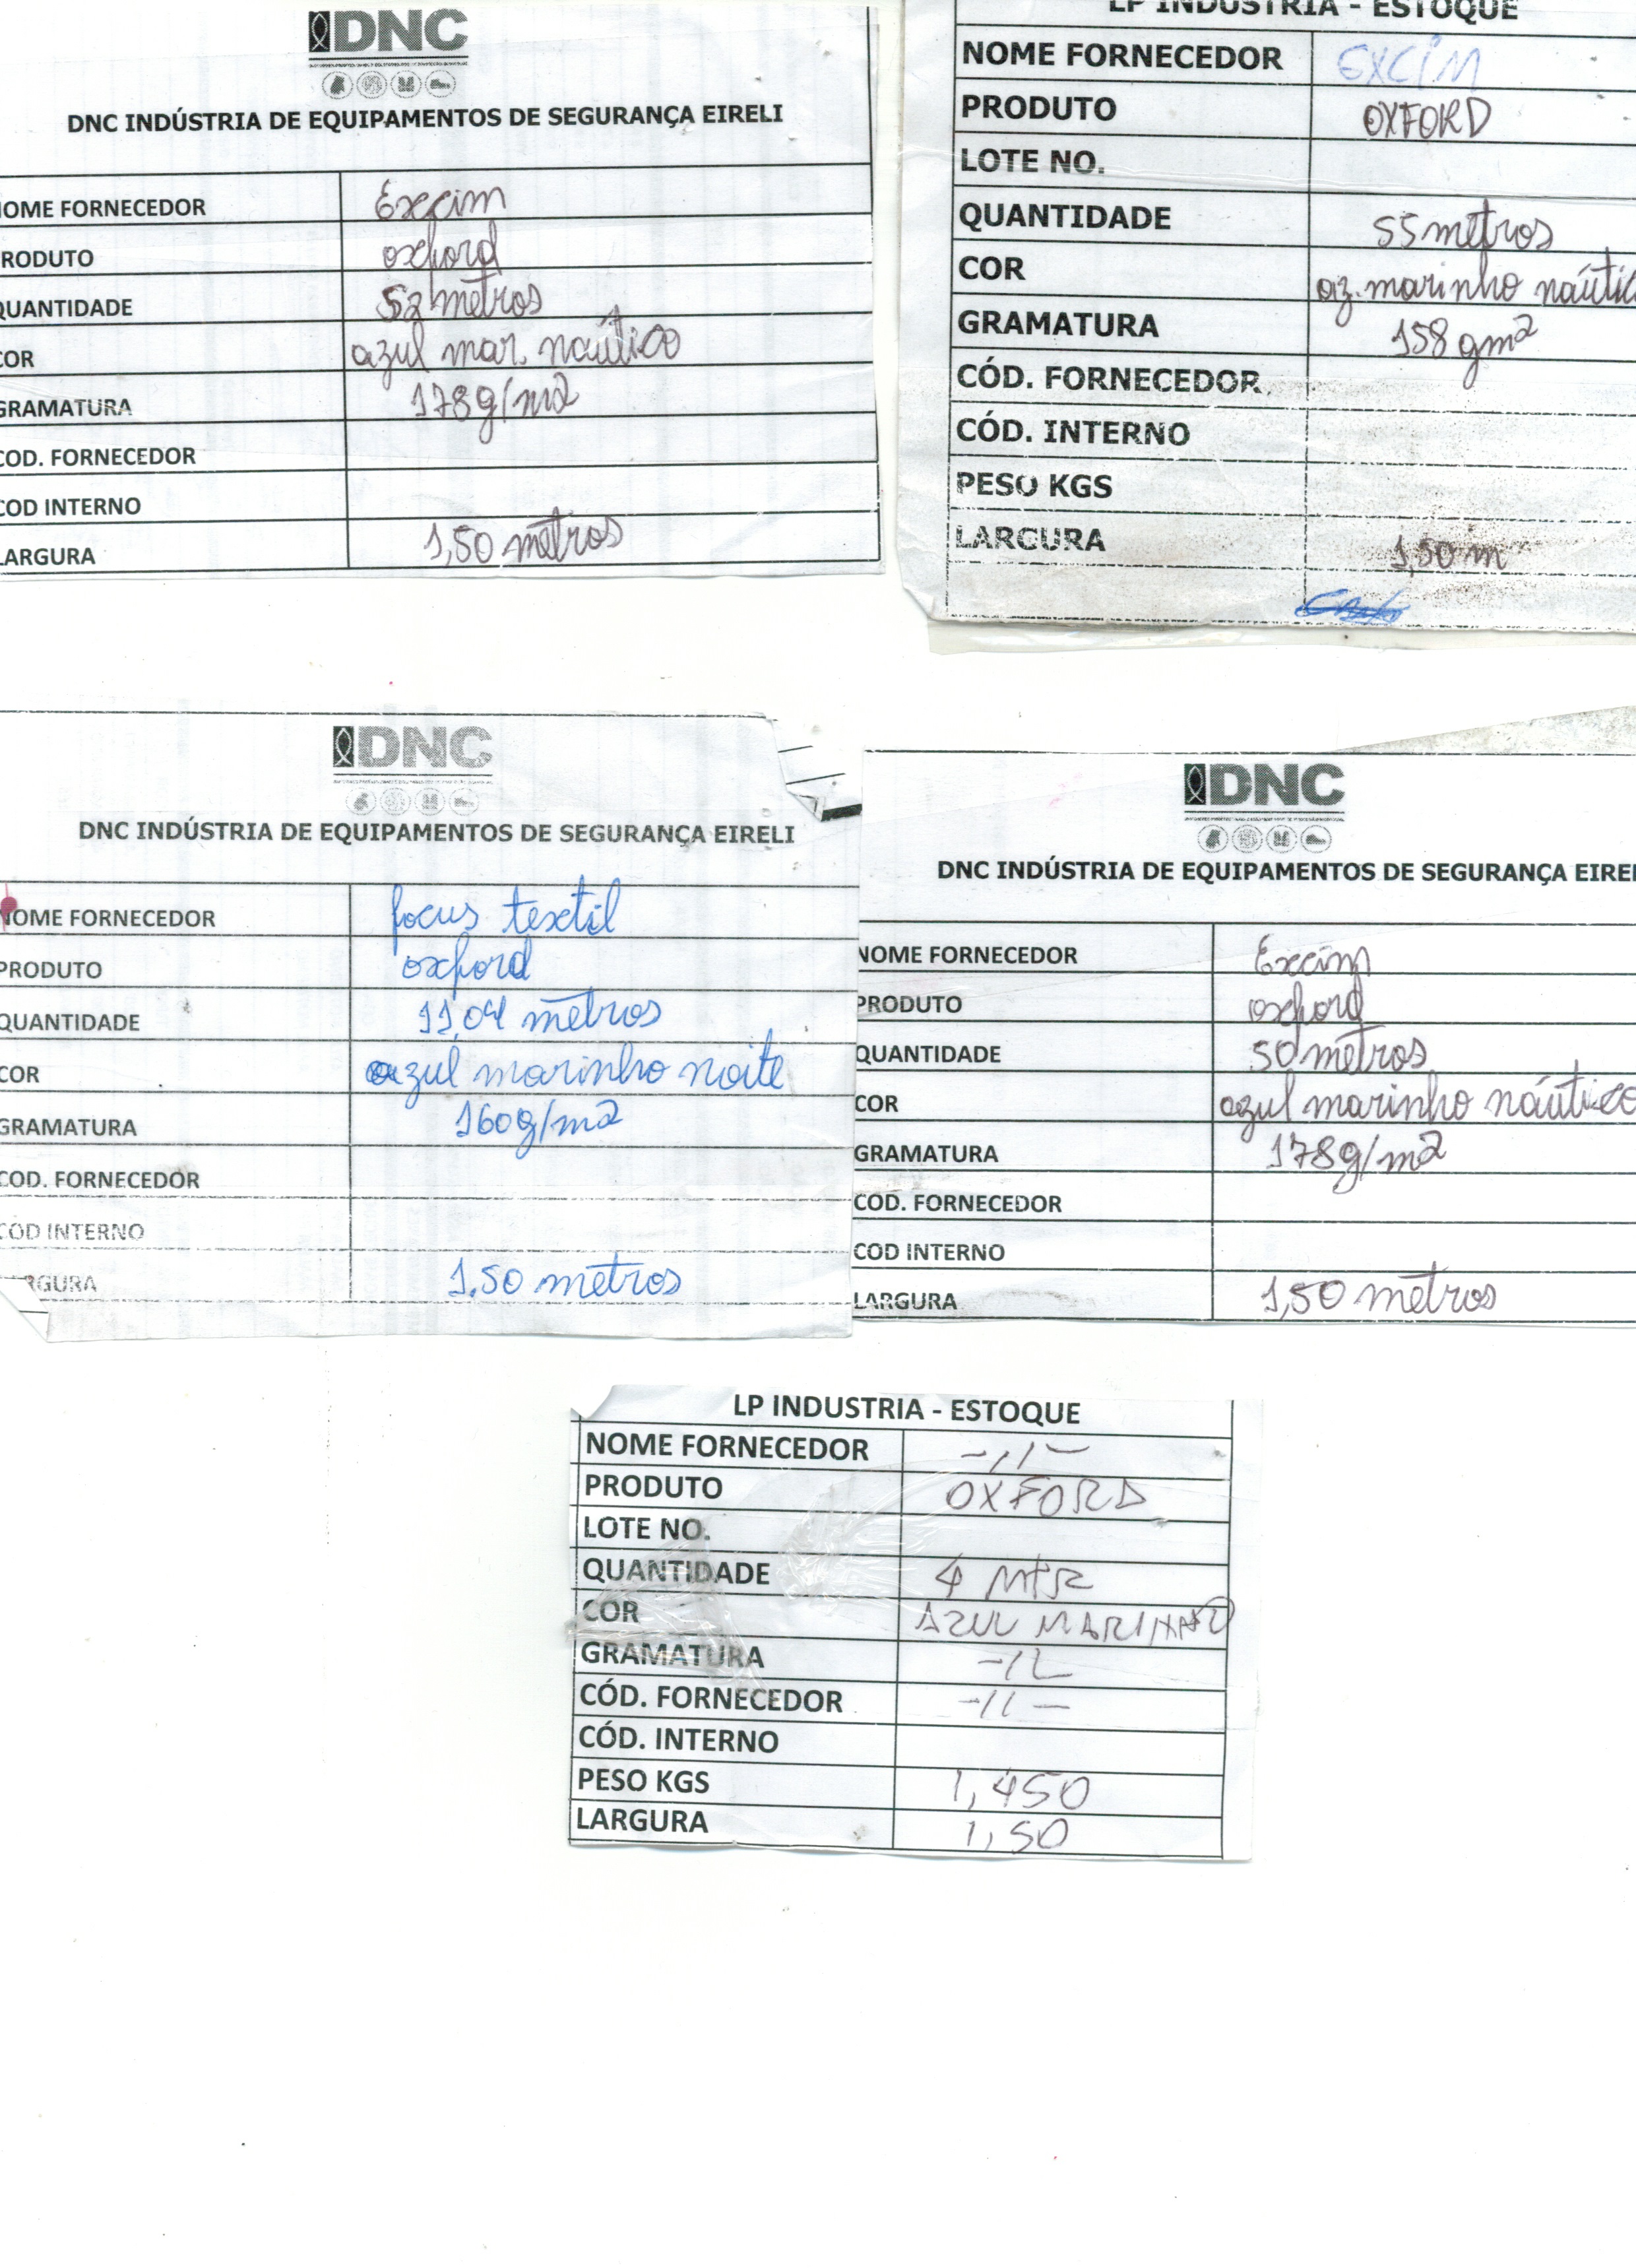 DNC
DNC INDÚSTRIA DE EQUIPAMENTOS DE SEGURANÇA EIRELI
OME FORNECEDOR Excim
RODUTO oxford
QUANTIDADE 52 metros
COR azul mar. naútico
GRAMATURA 178g/m2
COD. FORNECEDOR
COD INTERNO
LARGURA 1,50 metros
LP INDUSTRIA - ESTOQUE
NOME FORNECEDOR EXCIM
PRODUTO OXFORD
LOTE NO.
QUANTIDADE 55 metros
COR az. marinho naútic
GRAMATURA 158 gm2
CÓD. FORNECEDOR
CÓD. INTERNO
PESO KGS
LARGURA 1,50 m
DNC
DNC INDÚSTRIA DE EQUIPAMENTOS DE SEGURANÇA EIRELI
NOME FORNECEDOR focus textil
PRODUTO oxford
QUANTIDADE 11,04 metros
COR azul marinho noite
GRAMATURA 160g/m2
COD. FORNECEDOR
COD INTERNO
RGURA 1.50 metros
DNC
DNC INDÚSTRIA DE EQUIPAMENTOS DE SEGURANÇA EIREL
NOME FORNECEDOR Excim
PRODUTO oxford
QUANTIDADE 50 metros
COR azul marinho naútico
GRAMATURA 178g/m2
COD. FORNECEDOR
COD INTERNO
LARGURA 1,50 metros
LP INDUSTRIA - ESTOQUE
NOME FORNECEDOR -//-
PRODUTO OXFORD
LOTE NO.
QUANTIDADE 4 MTR
COR AZUL MARINHO
GRAMATURA -//
CÓD. FORNECEDOR -//-
CÓD. INTERNO
PESO KGS 1,450
LARGURA 1,50